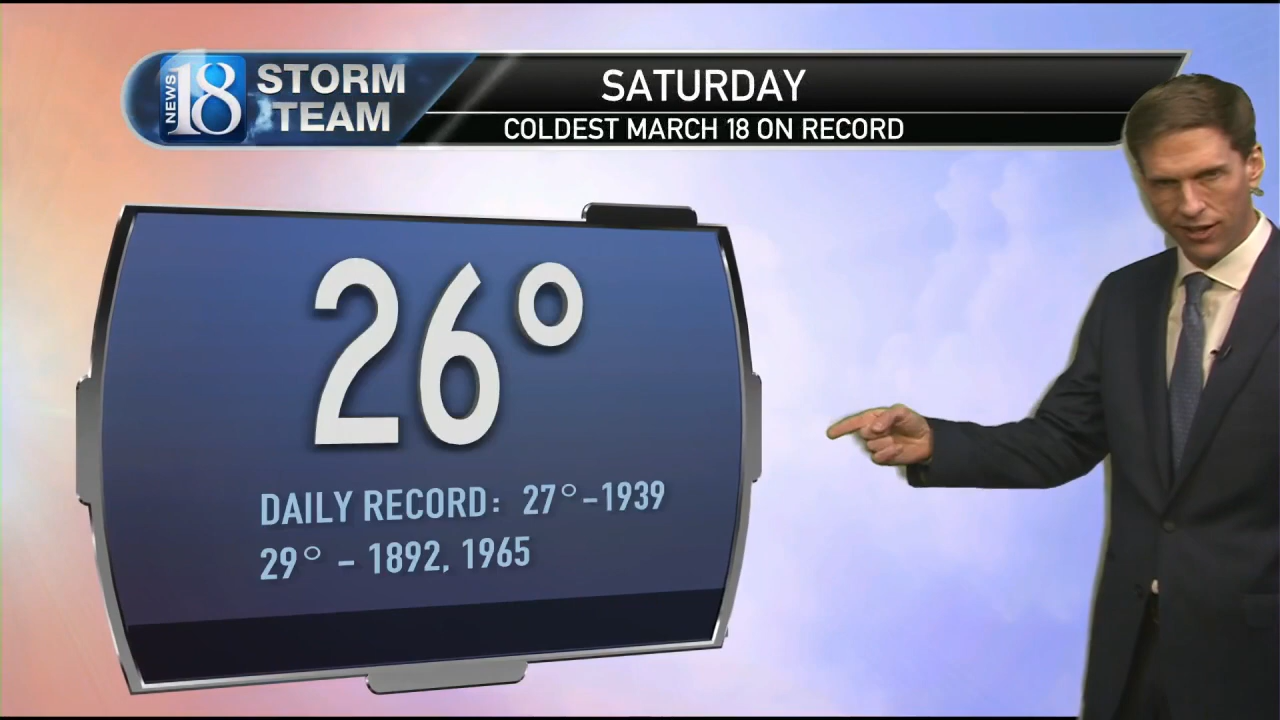 NEWS 18 STORM TEAM
SATURDAY
COLDEST MARCH 18 ON RECORD
26°
DAILY RECORD: 27°-1939
29° - 1892, 1965